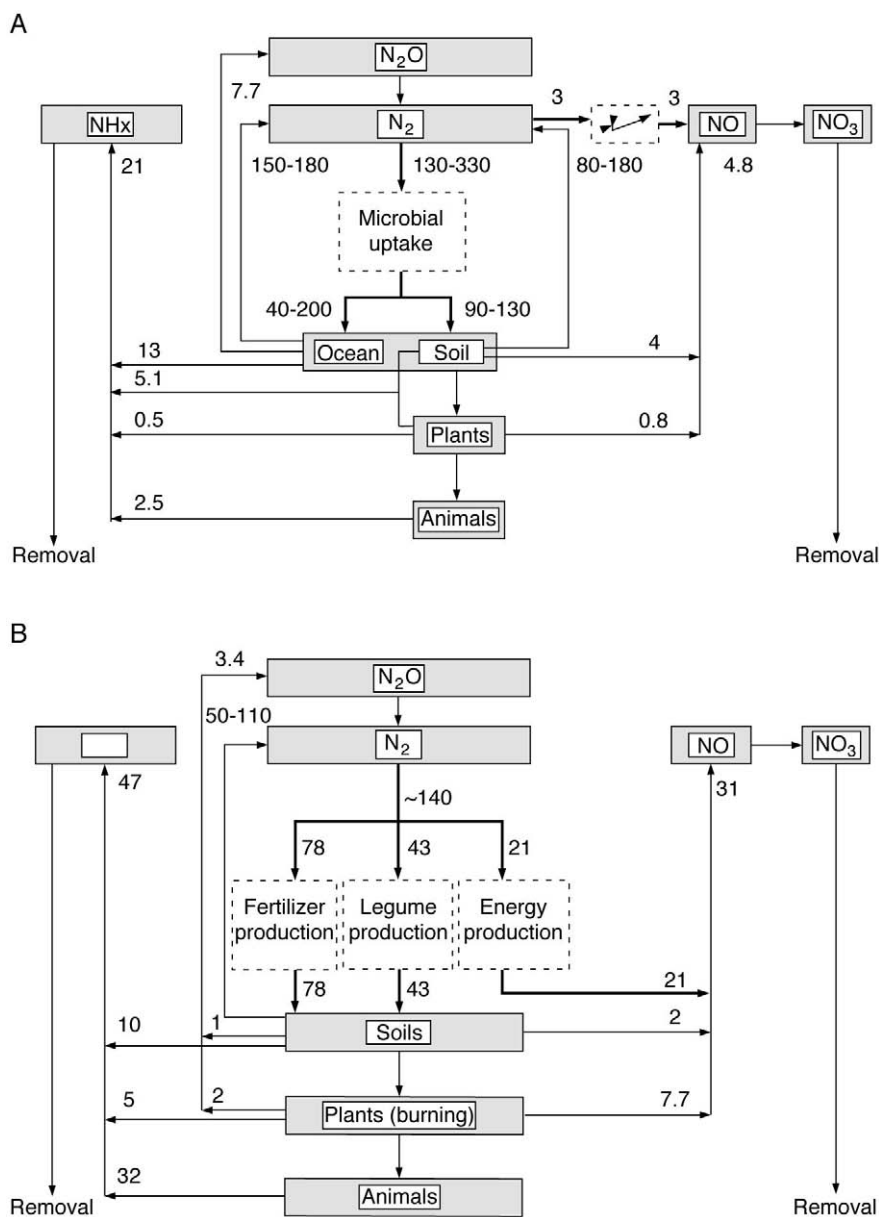 A
N₂O
7.7
3
3
NHx
N₂
NO
NO₃
21
150-180
130-330
80-180
4.8
Microbial
uptake
40-200
90-130
Ocean
Soil
13
4
5.1
0.5
Plants
0.8
2.5
Animals
Removal
Removal
B
3.4
N₂O
50-110
N₂
NO
NO₃
47
~140
31
78
43
21
Fertilizer
production
Legume
production
Energy
production
78
43
21
10
1
Soils
2
5
2
Plants (burning)
7.7
32
Animals
Removal
Removal